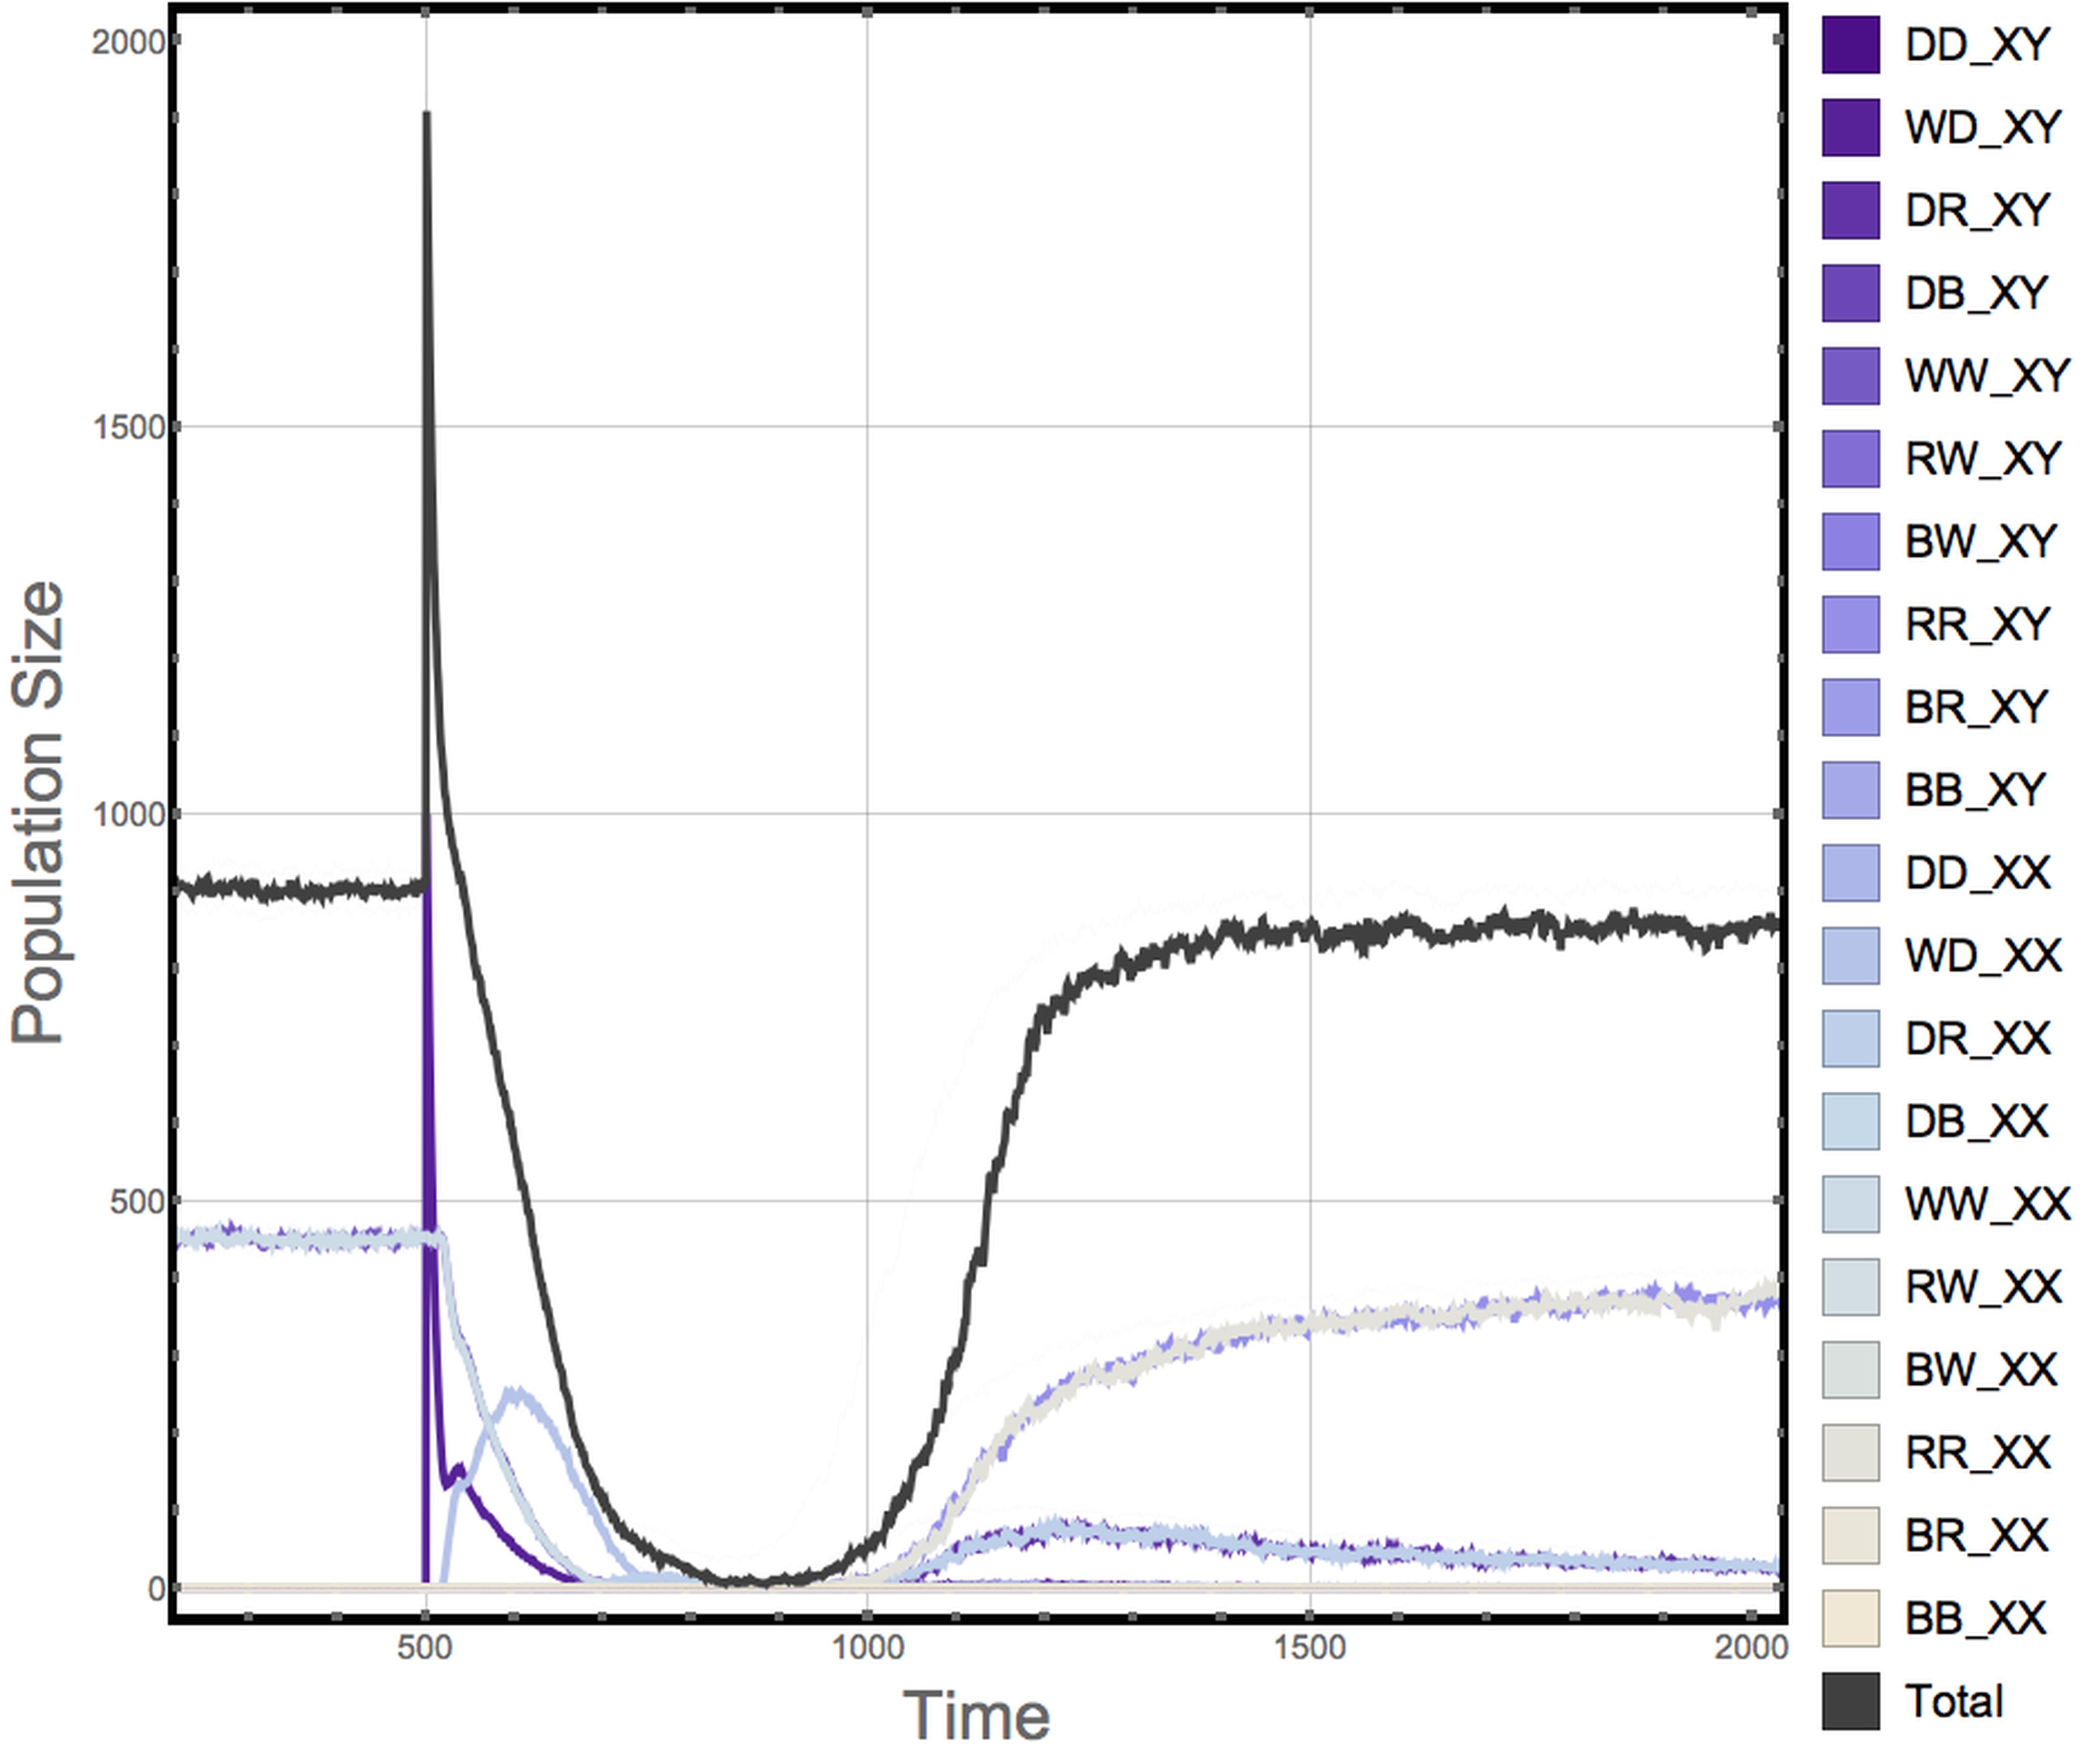 2000
1500
1000
500
0
Population Size
500
1000
1500
2000
Time
DD_XY
WD_XY
DR_XY
DB_XY
WW_XY
RW_XY
BW_XY
RR_XY
BR_XY
BB_XY
DD_XX
WD_XX
DR_XX
DB_XX
WW_XX
RW_XX
BW_XX
RR_XX
BR_XX
BB_XX
Total